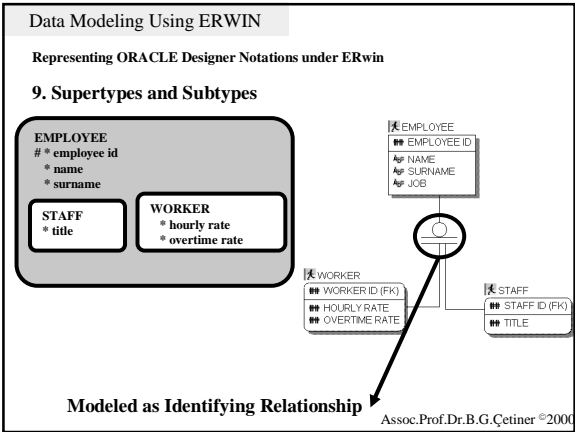 Data Modeling Using ERWIN
Representing ORACLE Designer Notations under ERwin
9. Supertypes and Subtypes
EMPLOYEE
# * employee id
* name
* surname
STAFF
* title
WORKER
* hourly rate
* overtime rate
EMPLOYEE
EMPLOYEE ID
NAME
SURNAME
JOB
WORKER
WORKER ID (FK)
HOURLY RATE
OVERTIME RATE
STAFF
STAFF ID (FK)
TITLE
Modeled as Identifying Relationship
Assoc.Prof.Dr.B.G.Çetiner ©2000